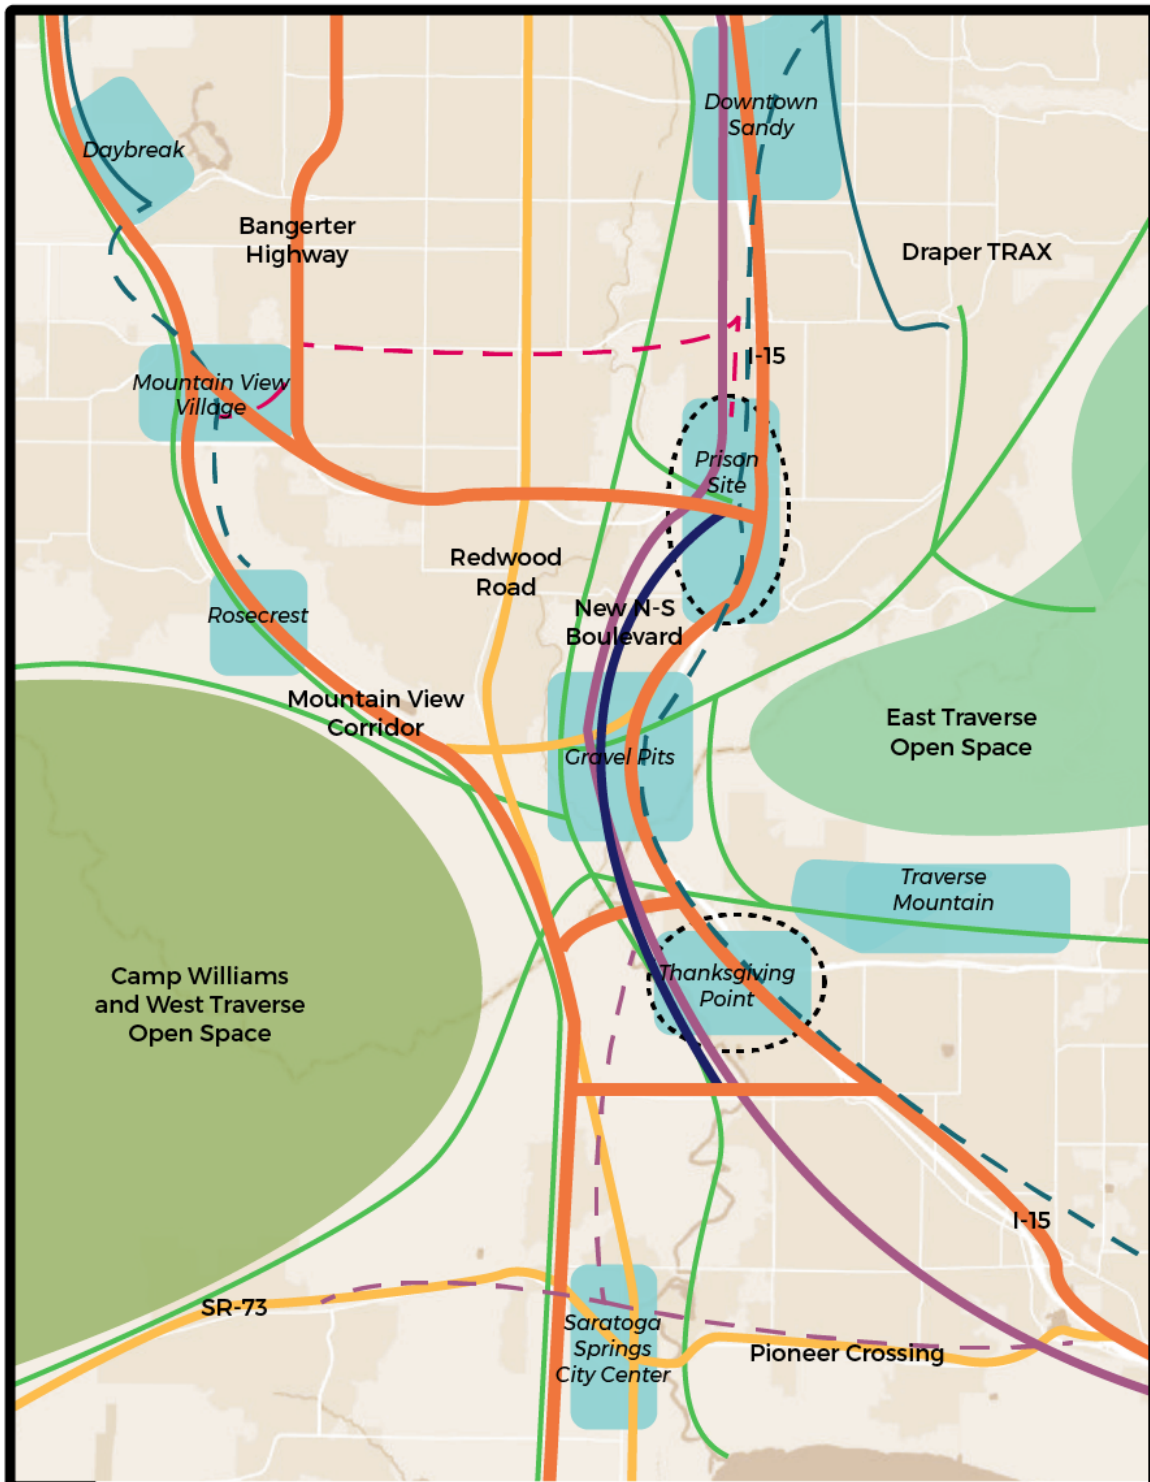 Downtown
Sandy
Daybreak
Bangerter
Highway
Draper TRAX
I-15
Mountain View
Village
Prison
Site
Redwood
Road
New N-S
Boulevard
Rosecrest
Mountain View
Corridor
East Traverse
Open Space
Gravel Pits
Traverse
Mountain
Camp Williams
and West Traverse
Open Space
Thanksgiving
Point
I-15
SR-73
Saratoga
Springs
City Center
Pioneer Crossing